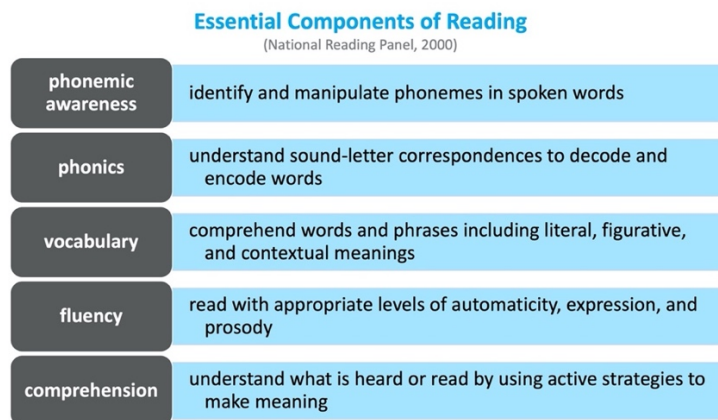 Essential Components of Reading
(National Reading Panel, 2000)
phonemic
awareness
identify and manipulate phonemes in spoken words
phonics
understand sound-letter correspondences to decode and
encode words
vocabulary
comprehend words and phrases including literal, figurative,
and contextual meanings
fluency
read with appropriate levels of automaticity, expression, and
prosody
comprehension
understand what is heard or read by using active strategies to
make meaning